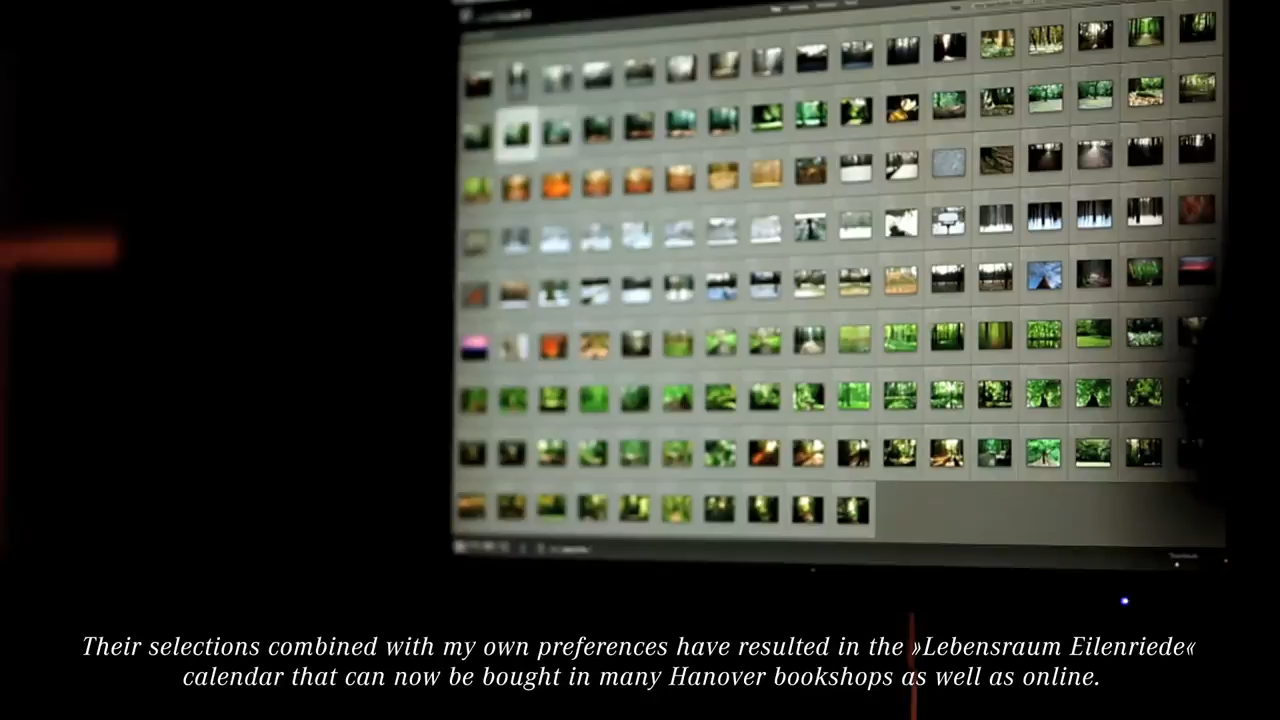 Their selections combined with my own preferences have resulted in the »Lebensraum Eilenriede«
calendar that can now be bought in many Hanover bookshops as well as online.